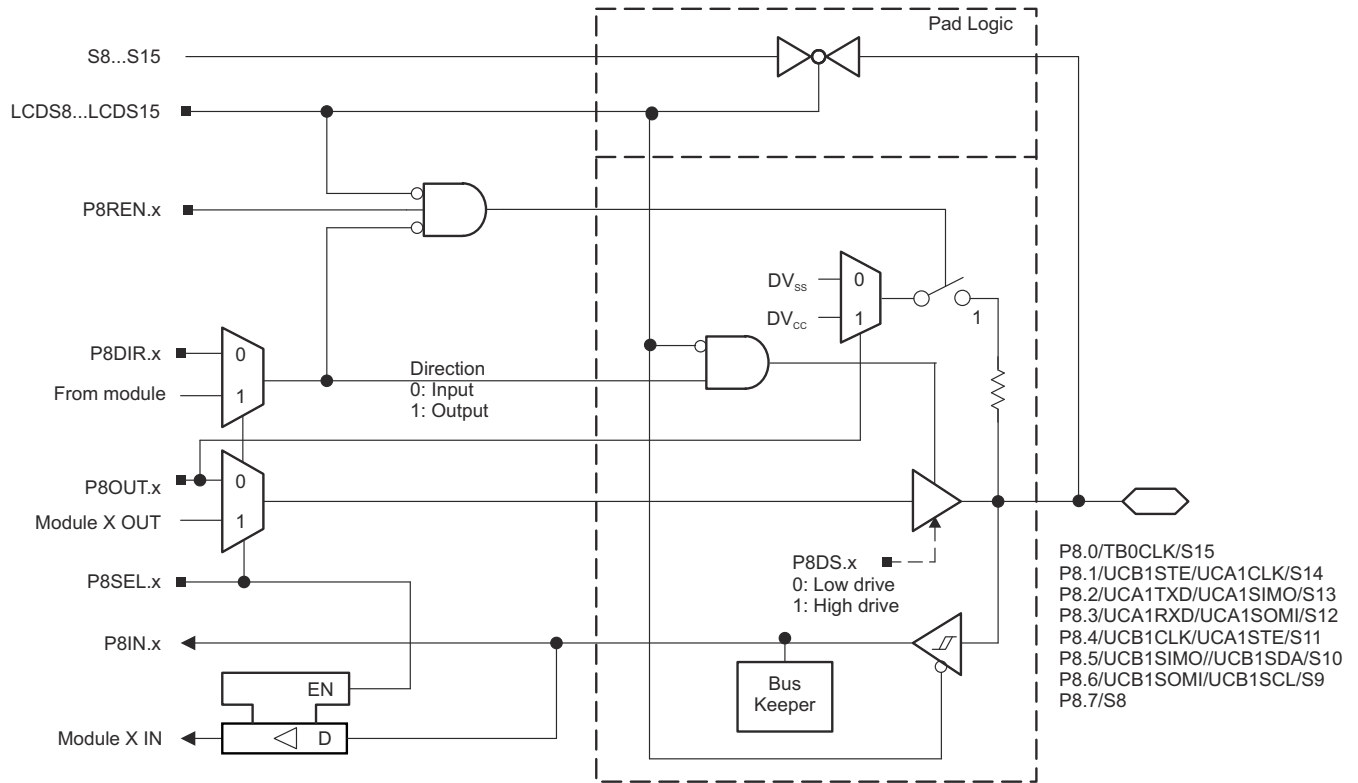 Pad Logic
S8...S15
LCDS8...LCDS15
P8REN.x
DVSS
0
DVCC
1
1
P8DIR.x
0
From module
1
Direction
0: Input
1: Output
P8OUT.x
0
Module X OUT
1
P8SEL.x
P8DS.x
0: Low drive
1: High drive
P8IN.x
Bus
Keeper
EN
Module X IN
D
P8.0/TB0CLK/S15
P8.1/UCB1STE/UCA1CLK/S14
P8.2/UCA1TXD/UCA1SIMO/S13
P8.3/UCA1RXD/UCA1SOMI/S12
P8.4/UCB1CLK/UCA1STE/S11
P8.5/UCB1SIMO//UCB1SDA/S10
P8.6/UCB1SOMI/UCB1SCL/S9
P8.7/S8